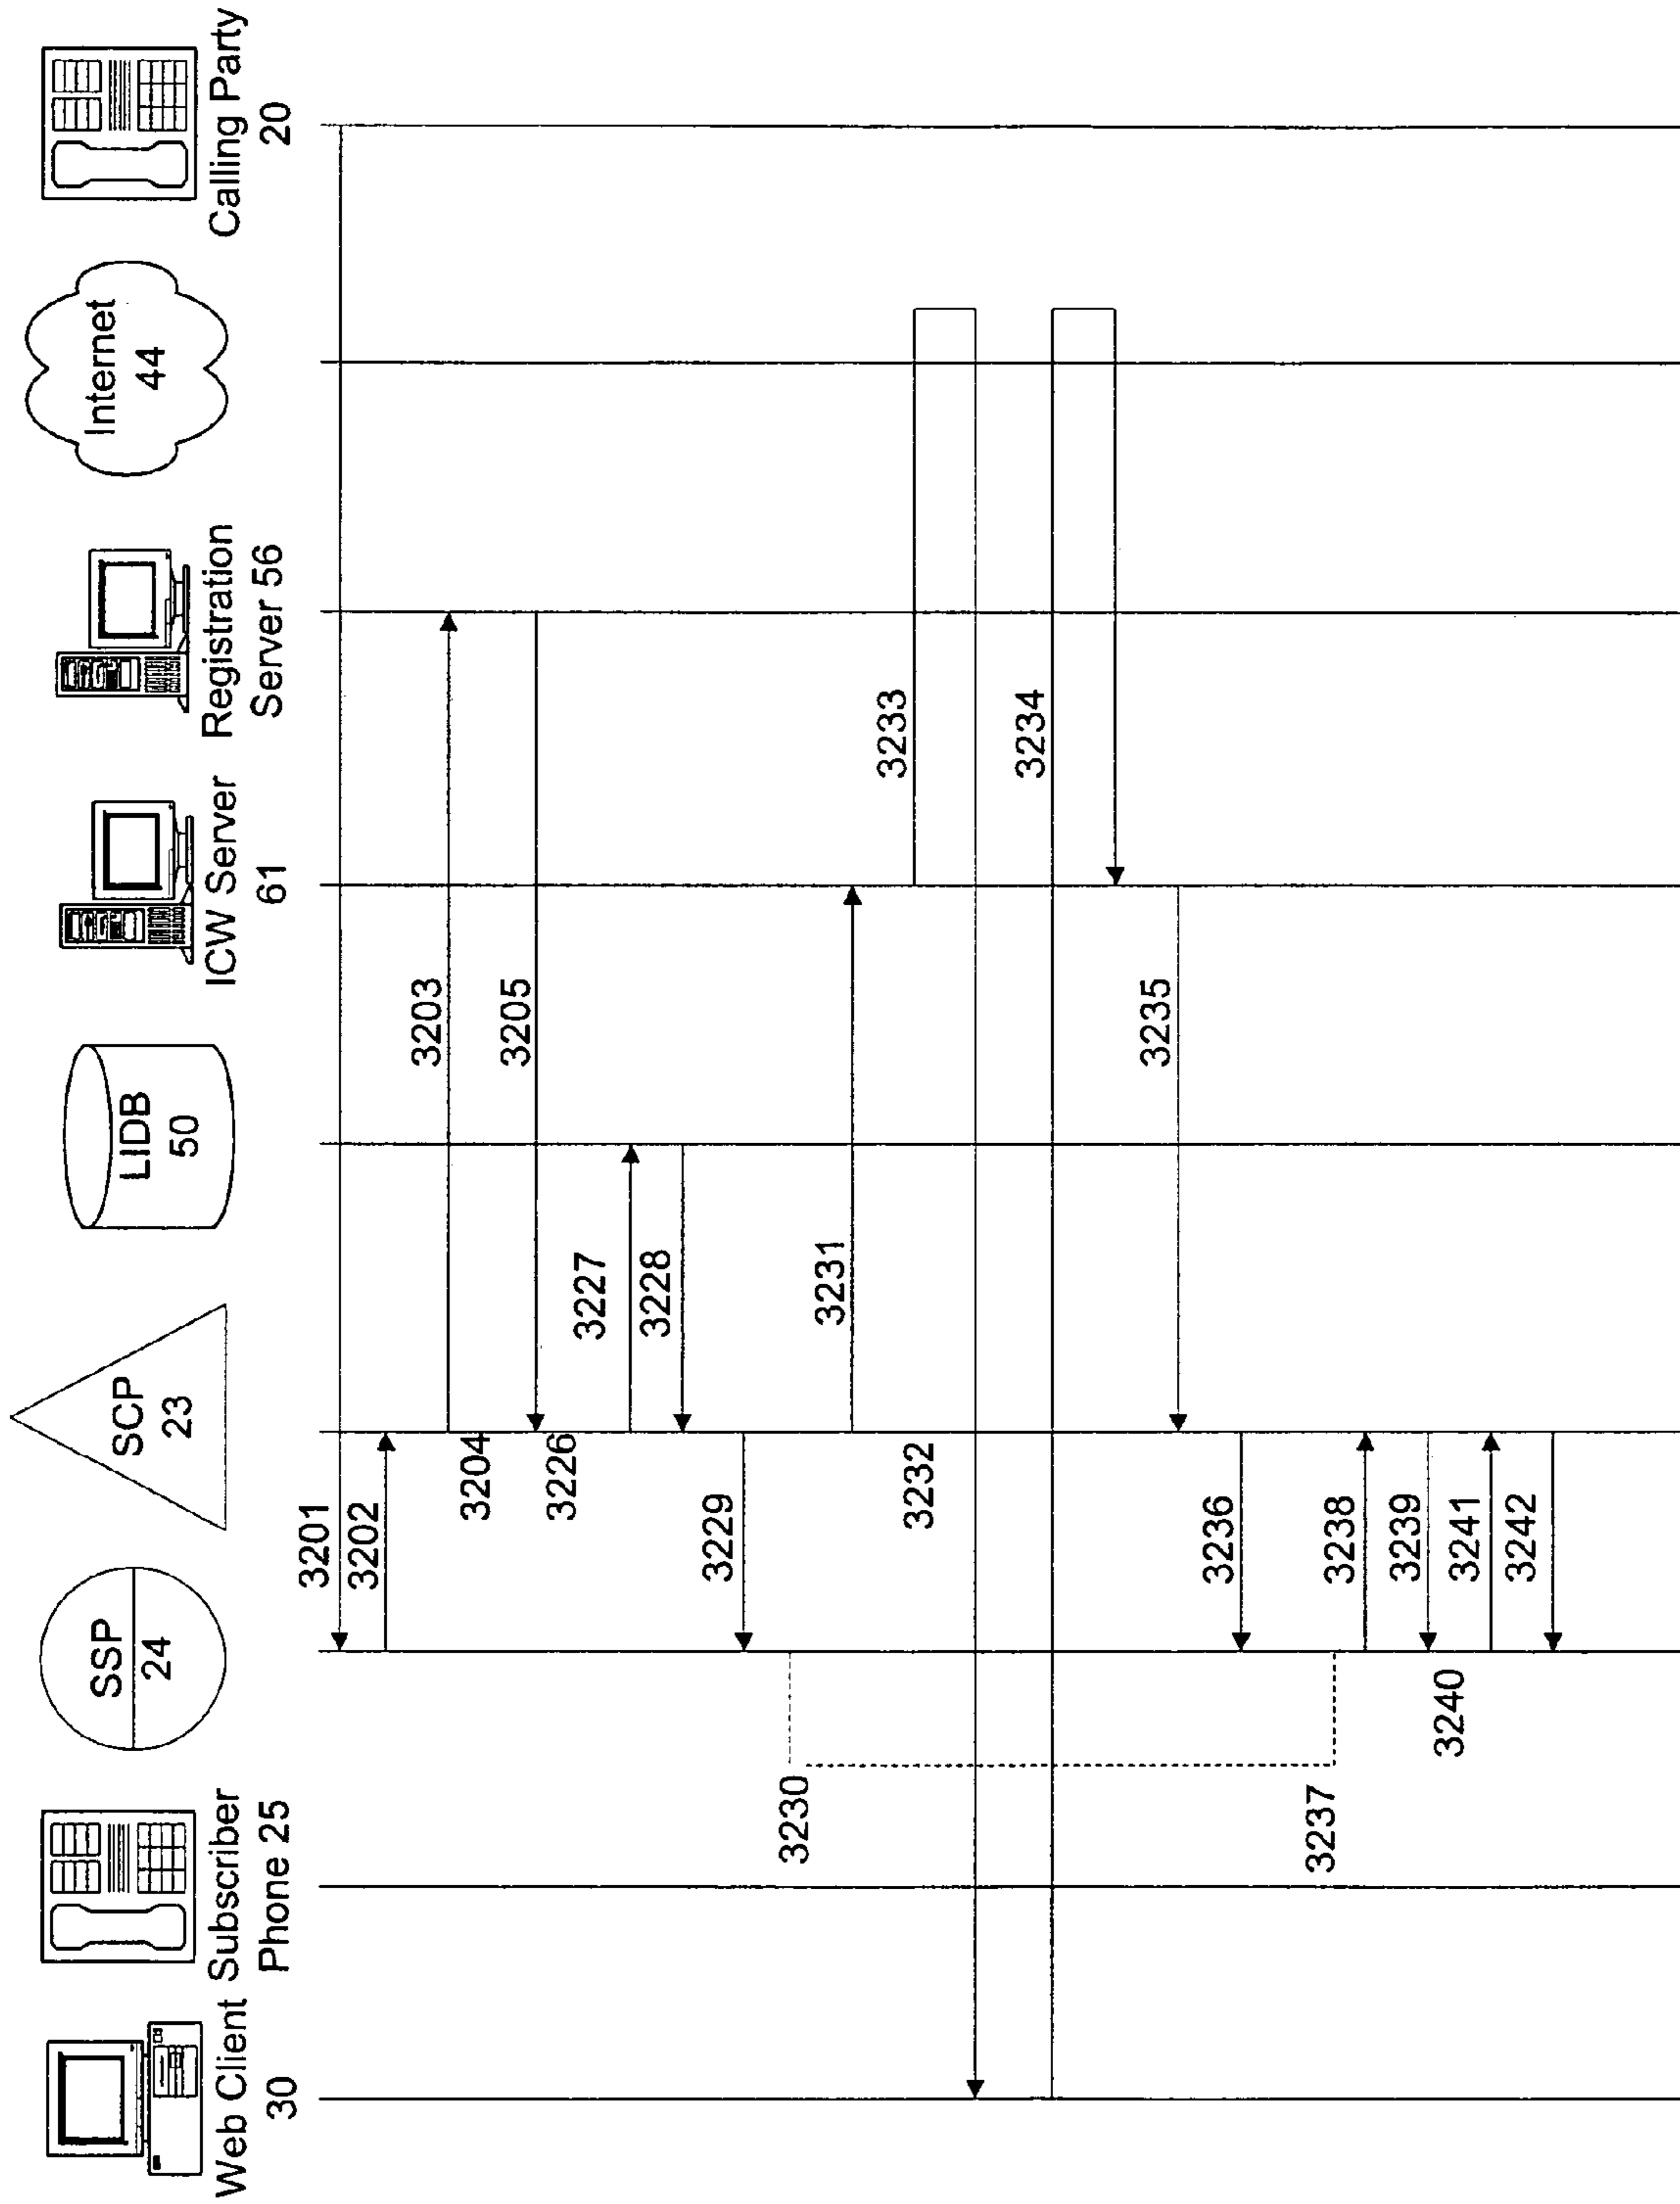 Web Client
30
Subscriber
Phone 25
SSP
24
SCP
23
LIDB
50
ICW Server
61
Registration
Server 56
Internet
44
Calling Party
20
3201
3202
3203
3204
3205
3226
3227
3228
3229
3230
3231
3232
3233
3234
3235
3236
3237
3238
3239
3240
3241
3242